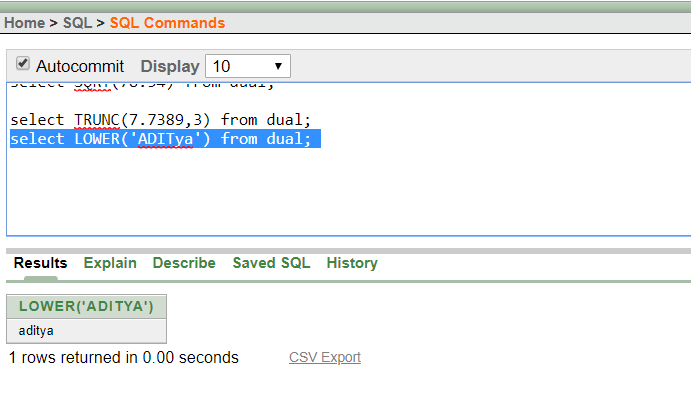 Home > SQL > SQL Commands
Autocommit Display 10
select SQRT(76.94) from dual;
select TRUNC(7.7389,3) from dual;
select LOWER('ADITya') from dual;
Results Explain Describe Saved SQL History
LOWER('ADITYA')
aditya
1 rows returned in 0.00 seconds CSV Export